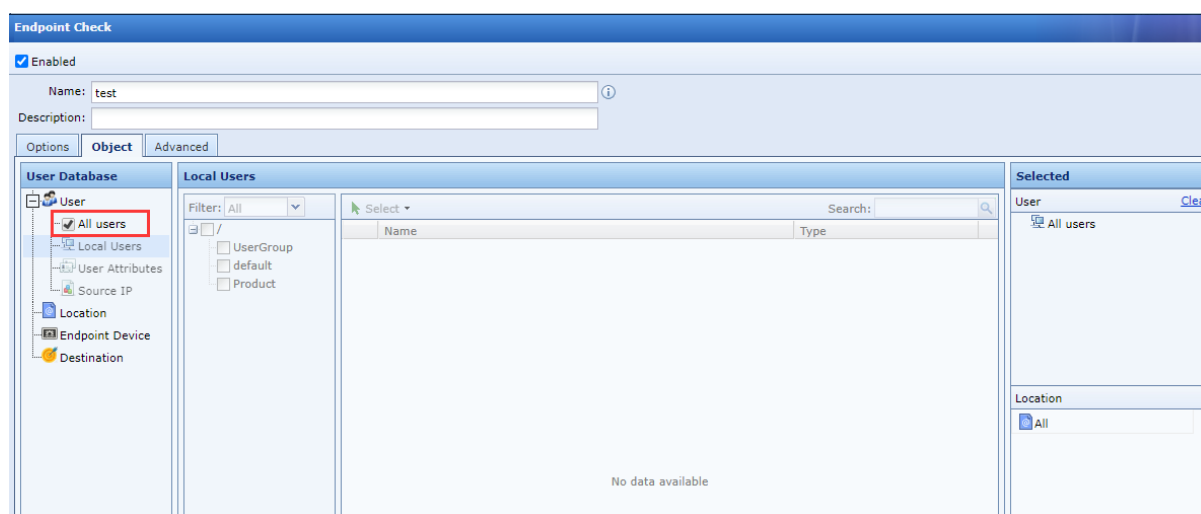 Endpoint Check
Enabled
Name: test
Description:
Options Object Advanced
User Database
User
All users
Local Users
User Attributes
Source IP
Location
Endpoint Device
Destination
Local Users
Filter: All
/
UserGroup
default
Product
Select
Search:
Name Type
No data available
Selected
User Clea
All users
Location
All